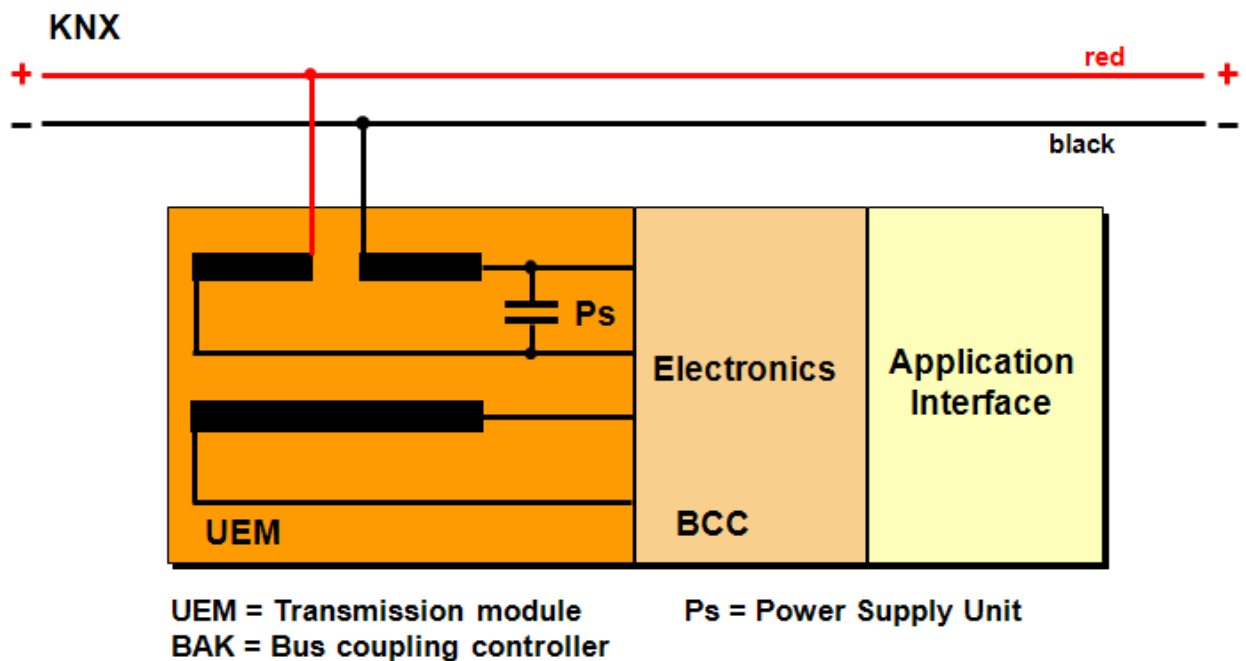 KNX
+ red +
– black –
Ps
Electronics
Application
Interface
UEM
BCC
UEM = Transmission module
Ps = Power Supply Unit
BAK = Bus coupling controller